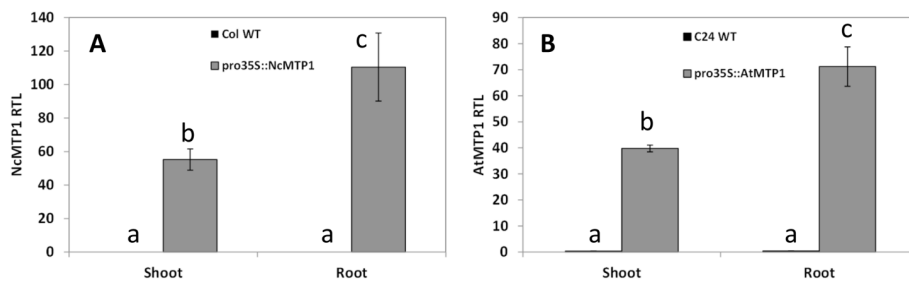 A
NcMTP1 RTL
140
120
100
80
60
40
20
0
Col WT
pro35S::NcMTP1
a
b
a
c
Shoot
Root
B
AtMTP1 RTL
90
80
70
60
50
40
30
20
10
0
C24 WT
pro35S::AtMTP1
a
b
a
c
Shoot
Root